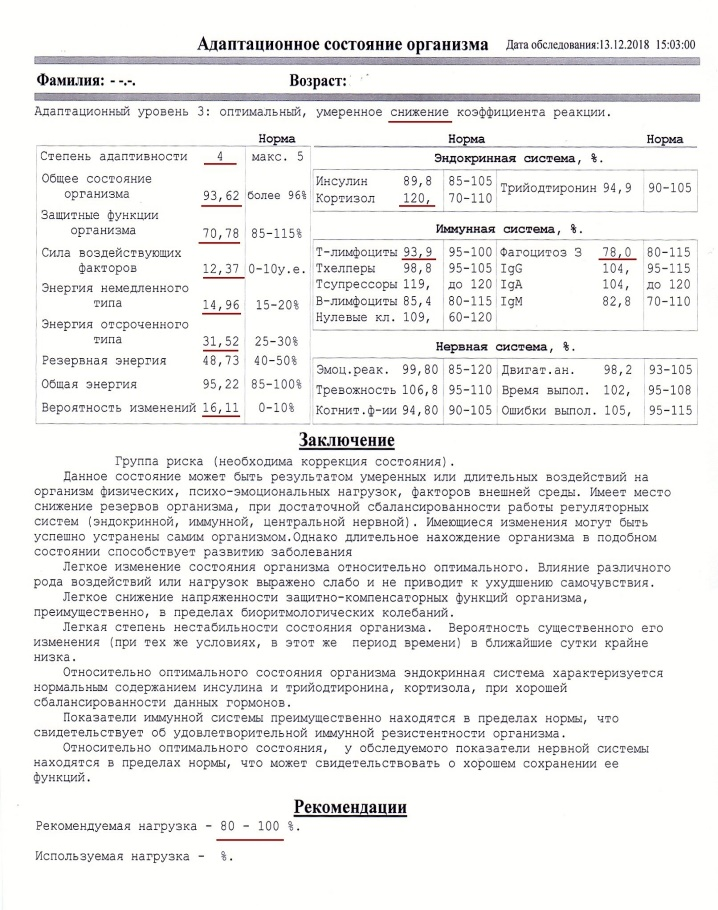 Адаптационное состояние организма Дата обследования:13.12.2018 15:03:00
Фамилия: - -.-. Возраст:
Адаптационный уровень 3: оптимальный, умеренное снижение коэффициента реакции.
Норма Норма Норма
Степень адаптивности 4 макс. 5
Общее состояние
организма 93,62 более 96%
Защитные функции
организма 70,78 85-115%
Сила воздействующих
факторов 12,37 0-10у.е.
Энергия немедленного
типа 14,96 15-20%
Энергия отсроченного
типа 31,52 25-30%
Резервная энергия 48,73 40-50%
Общая энергия 95,22 85-100%
Вероятность изменений 16,11 0-10%
Эндокринная система, %.
Инсулин 89,8 85-105 Трийодтиронин 94,9 90-105
Кортизол 120, 70-110
Иммунная система, %.
Т-лимфоциты 93,9 95-100 Фагоцитоз Э 78,0 80-115
Тхелперы 98,8 95-105 IgG 104, 95-115
Тсупрессоры 119, до 120 IgA 104, до 120
В-лимфоциты 85,4 80-115 IgM 82,8 70-110
Нулевые кл. 109, 60-120
Нервная система, %.
Эмоц.реак. 99,80 85-120 Двигат.ан. 98,2 93-105
Тревожность 106,8 95-110 Время выпол. 102, 95-108
Когнит.ф-ии 94,80 90-105 Ошибки выпол. 105, 95-115
Заключение
Группа риска (необходима коррекция состояния).
Данное состояние может быть результатом умеренных или длительных воздействий на
организм физических, психо-эмоциональных нагрузок, факторов внешней среды. Имеет место
снижение резервов организма, при достаточной сбалансированности работы регуляторных
систем (эндокринной, иммунной, центральной нервной). Имеющиеся изменения могут быть
успешно устранены самим организмом.Однако длительное нахождение организма в подобном
состоянии способствует развитию заболевания
Легкое изменение состояния организма относительно оптимального. Влияние различного
рода воздействий или нагрузок выражено слабо и не приводит к ухудшению самочувствия.
Легкое снижение напряженности защитно-компенсаторных функций организма,
преимущественно, в пределах биоритмологических колебаний.
Легкая степень нестабильности состояния организма. Вероятность существенного его
изменения (при тех же условиях, в этот же период времени) в ближайшие сутки крайне
низка.
Относительно оптимального состояния организма эндокринная система характеризуется
нормальным содержанием инсулина и трийодтиронина, кортизола, при хорошей
сбалансированности данных гормонов.
Показатели иммунной системы преимущественно находятся в пределах нормы, что
свидетельствует об удовлетворительной иммунной резистентности организма.
Относительно оптимального состояния, у обследуемого показатели нервной системы
находятся в пределах нормы, что может свидетельствовать о хорошем сохранении ее
функций.
Рекомендации
Рекомендуемая нагрузка - 80 - 100 %.
Используемая нагрузка - %.